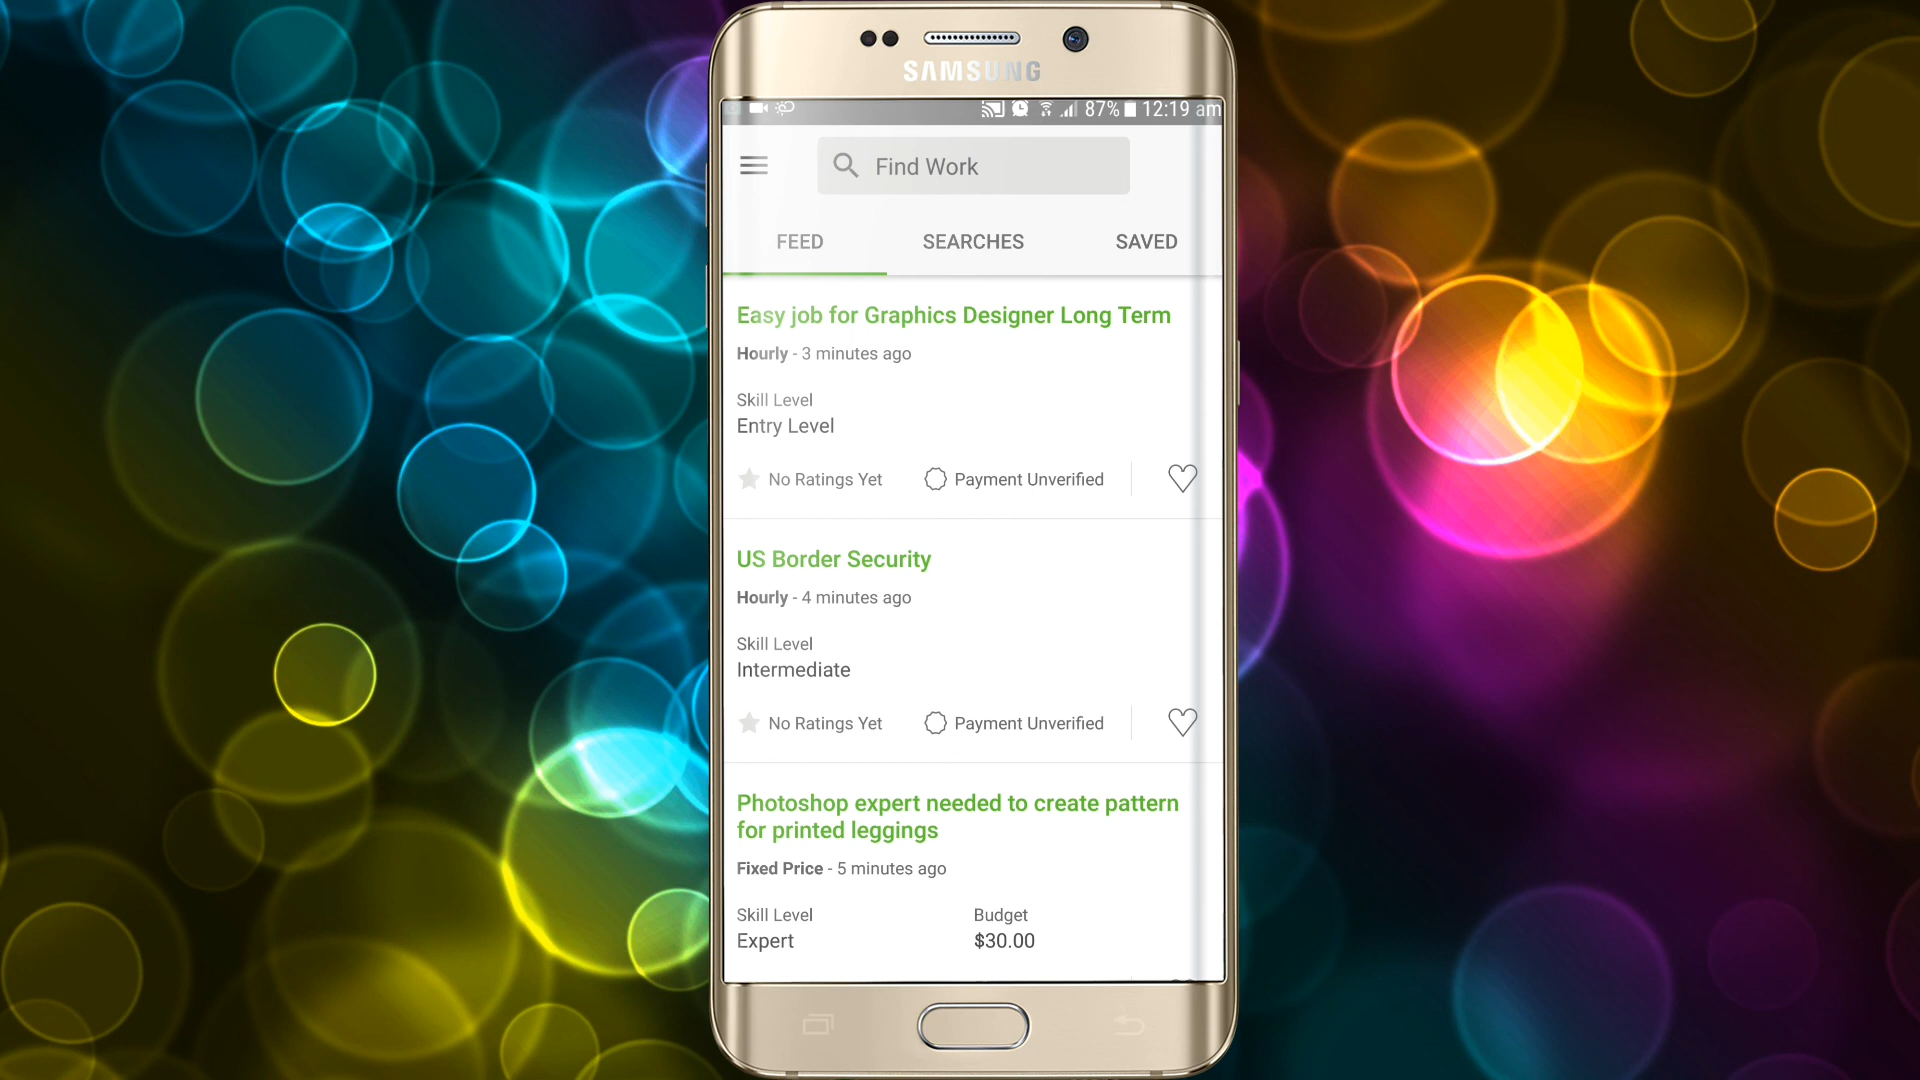 SAMSUNG
87% 12:19 am
Find Work
FEED SEARCHES SAVED
Easy job for Graphics Designer Long Term
Hourly - 3 minutes ago
Skill Level
Entry Level
No Ratings Yet Payment Unverified
US Border Security
Hourly - 4 minutes ago
Skill Level
Intermediate
No Ratings Yet Payment Unverified
Photoshop expert needed to create pattern
for printed leggings
Fixed Price - 5 minutes ago
Skill Level Budget
Expert $30.00